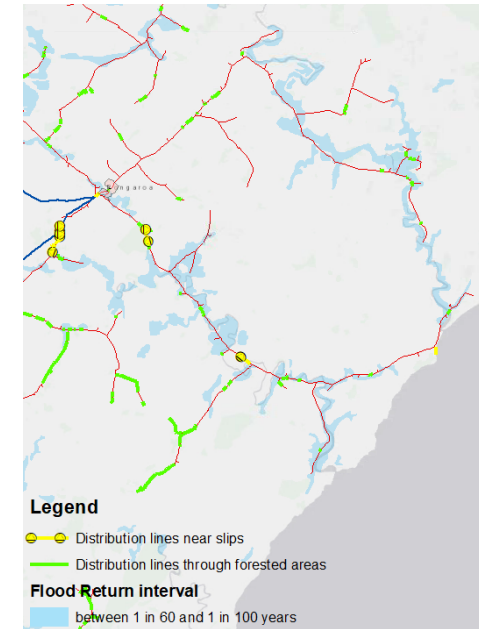 Legend
Distribution lines near slips
Distribution lines through forested areas
Flood Return interval
between 1 in 60 and 1 in 100 years